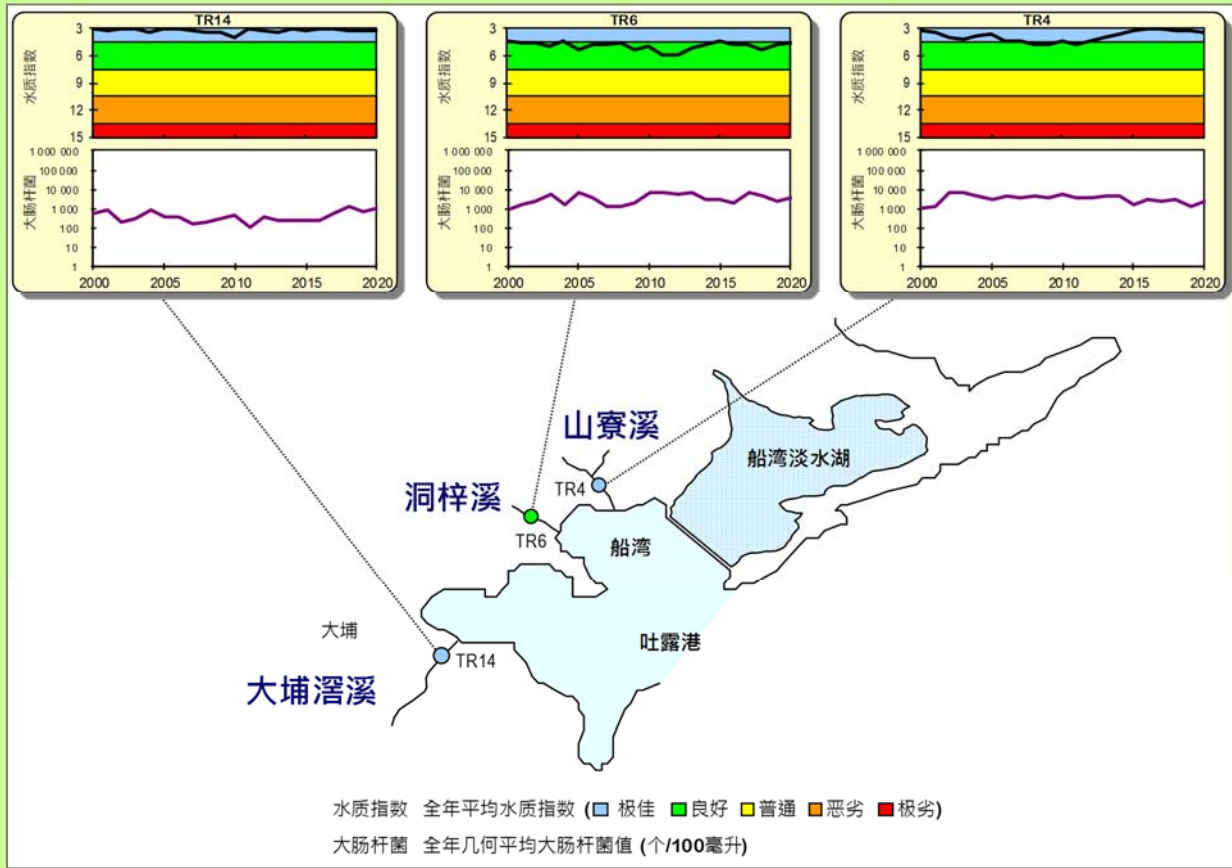 TR14
水质指数
3
6
9
12
15
大肠杆菌
1 000 000
100 000
10 000
1 000
100
10
1
2000 2005 2010 2015 2020
TR6
水质指数
3
6
9
12
15
大肠杆菌
1 000 000
100 000
10 000
1 000
100
10
1
2000 2005 2010 2015 2020
TR4
水质指数
3
6
9
12
15
大肠杆菌
1 000 000
100 000
10 000
1 000
100
10
1
2000 2005 2010 2015 2020
山寮溪
船湾淡水湖
TR4
洞梓溪
TR6
船湾
大埔
吐露港
TR14
大埔滘溪
水质指数 全年平均水质指数 (极佳 良好 普通 恶劣 极劣)
大肠杆菌 全年几何平均大肠杆菌值 (个/100毫升)